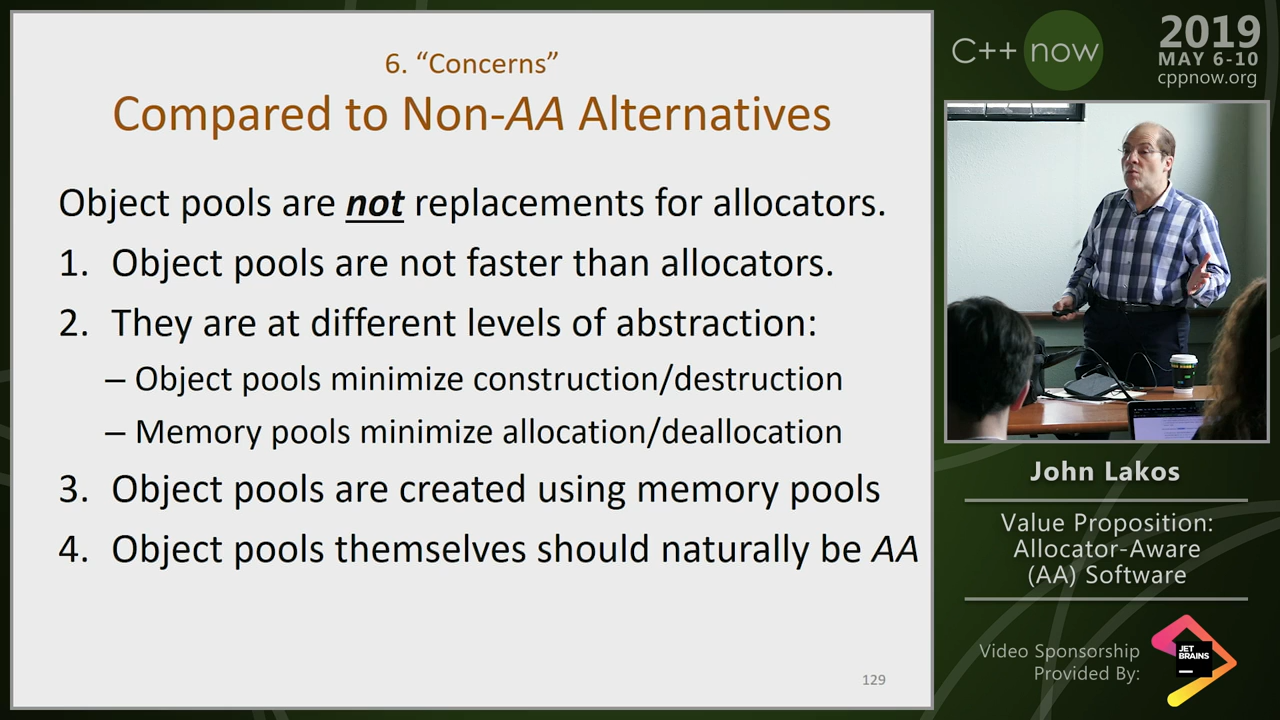 6. “Concerns”
Compared to Non-AA Alternatives
Object pools are not replacements for allocators.
1. Object pools are not faster than allocators.
2. They are at different levels of abstraction:
– Object pools minimize construction/destruction
– Memory pools minimize allocation/deallocation
3. Object pools are created using memory pools
4. Object pools themselves should naturally be AA
129
C++ now
2019
MAY 6-10
cppnow.org
John Lakos
Value Proposition:
Allocator-Aware
(AA) Software
Video Sponsorship
Provided By:
JET
BRAINS